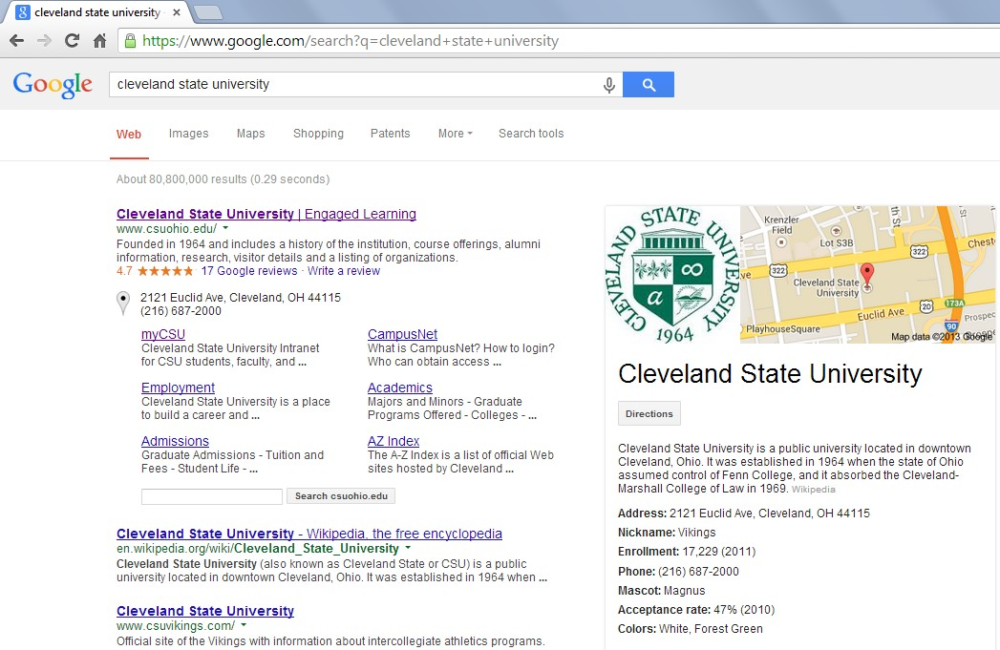 cleveland state university
https://www.google.com/search?q=cleveland+state+university
Google
cleveland state university
Web Images Maps Shopping Patents More Search tools
About 80,800,000 results (0.29 seconds)
Cleveland State University | Engaged Learning
www.csuohio.edu/
Founded in 1964 and includes a history of the institution, course offerings, alumni
information, research, visitor details and a listing of organizations.
4.7 ★★★★★ 17 Google reviews · Write a review
2121 Euclid Ave, Cleveland, OH 44115
(216) 687-2000
myCSU
Cleveland State University Intranet
for CSU students, faculty, and ...
CampusNet
What is CampusNet? How to login?
Who can obtain access ...
Employment
Cleveland State University is a place
to build a career and ...
Academics
Majors and Minors - Graduate
Programs Offered - Colleges - ...
Admissions
Graduate Admissions - Tuition and
Fees - Student Life - ...
AZ Index
The A-Z Index is a list of official Web
sites hosted by Cleveland ...
Search csuohio.edu
Cleveland State University - Wikipedia, the free encyclopedia
en.wikipedia.org/wiki/Cleveland_State_University
Cleveland State University (also known as Cleveland State or CSU) is a public
university located in downtown Cleveland, Ohio. It was established in 1964 when ...
Cleveland State University
www.csuvikings.com/
Official site of the Vikings with information about intercollegiate athletics programs.
CLEVELAND STATE UNIVERSITY
1964
Krenzler
Field
Lot S3B
322
322
Chest
th St
ve
Cleveland State
University
Euclid Ave
20
173A
90
Prospec
PlayhouseSquare
Map data ©2013 Google
Cleveland State University
Directions
Cleveland State University is a public university located in downtown
Cleveland, Ohio. It was established in 1964 when the state of Ohio
assumed control of Fenn College, and it absorbed the Cleveland-
Marshall College of Law in 1969. Wikipedia
Address: 2121 Euclid Ave, Cleveland, OH 44115
Nickname: Vikings
Enrollment: 17,229 (2011)
Phone: (216) 687-2000
Mascot: Magnus
Acceptance rate: 47% (2010)
Colors: White, Forest Green